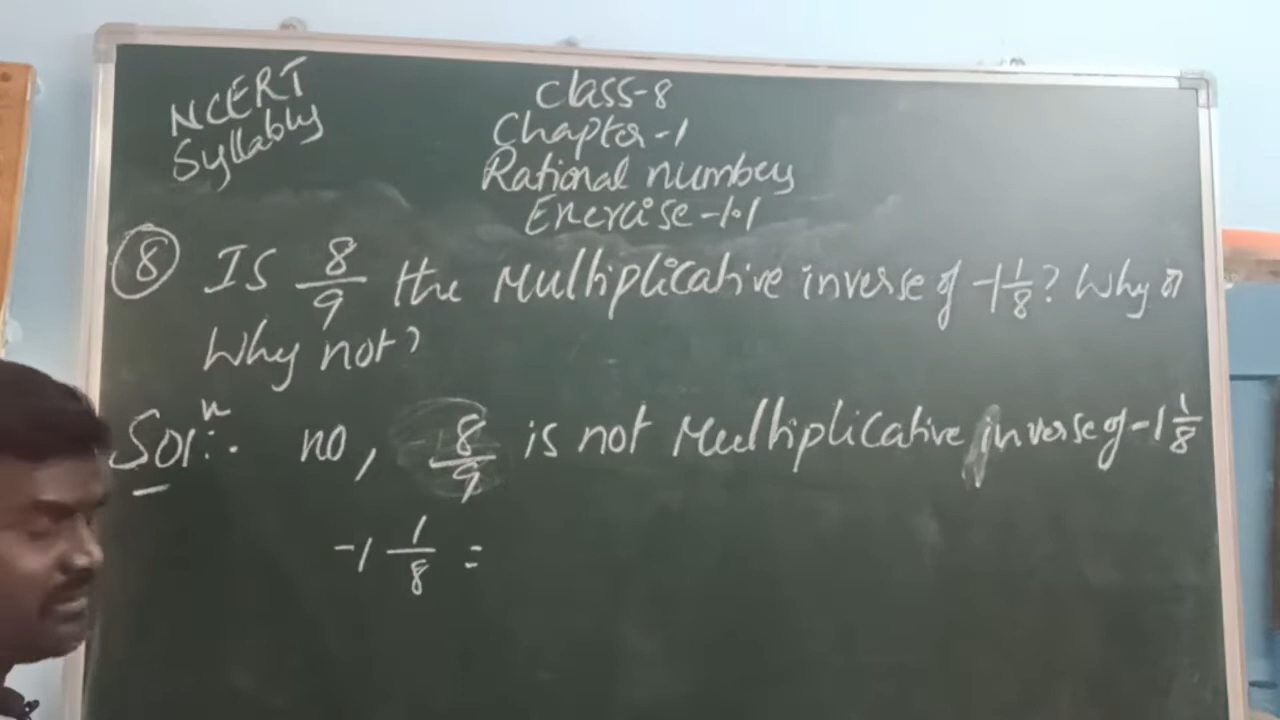 NCERT
Syllabus
Class-8
Chapter-1
Rational numbers
Exercise-1.1
⑧ Is 8/9 the Multiplicative inverse of -1 1/8? Why or
Why not?
Solⁿ:- no, 8/9 is not Multiplicative inverse of -1 1/8
-1 1/8 =